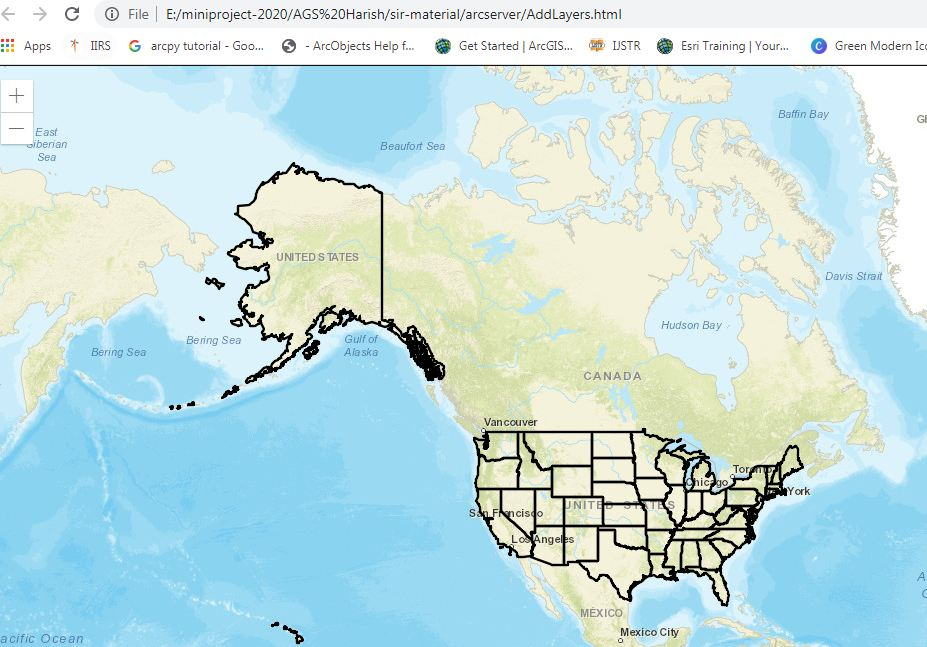 File | E:/miniproject-2020/AGS%20Harish/sir-material/arcserver/AddLayers.html
Apps IIRS arcpy tutorial - Goo... - ArcObjects Help f... Get Started | ArcGIS... IJSTR Esri Training | Your... Green Modern Ico
Baffin Bay
East
Siberian
Sea
Beaufort Sea
UNITED STATES
Davis Strait
Hudson Bay
Bering Sea
Gulf of
Alaska
Bering Sea
CANADA
Vancouver
Toronto
Chicago
York
UNITED STATES
San Francisco
Los Angeles
MÉXICO
Mexico City
acific Ocean